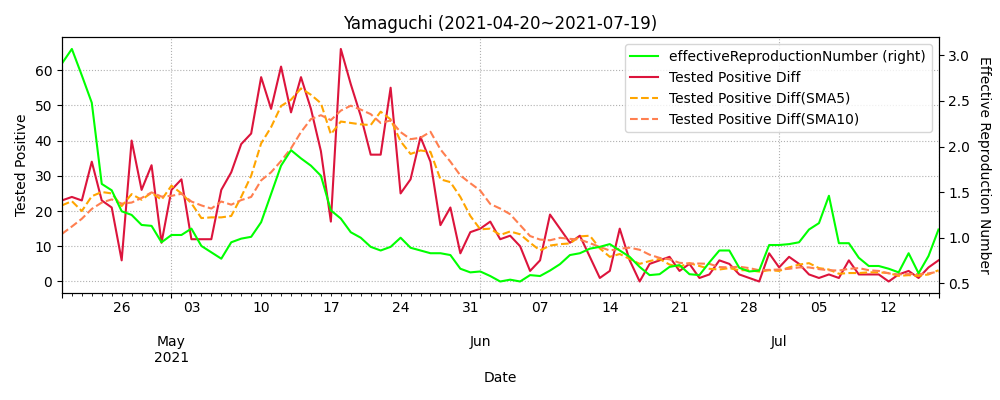 Yamaguchi (2021-04-20~2021-07-19)
effectiveReproductionNumber (right)
Tested Positive Diff
Tested Positive Diff(SMA5)
Tested Positive Diff(SMA10)
Tested Positive
60
50
40
30
20
10
0
3.0
2.5
2.0
1.5
1.0
0.5
Effective Reproduction Number
26 03 10 17 24 31 07 14 21 28 05 12
May Jun Jul
2021
Date